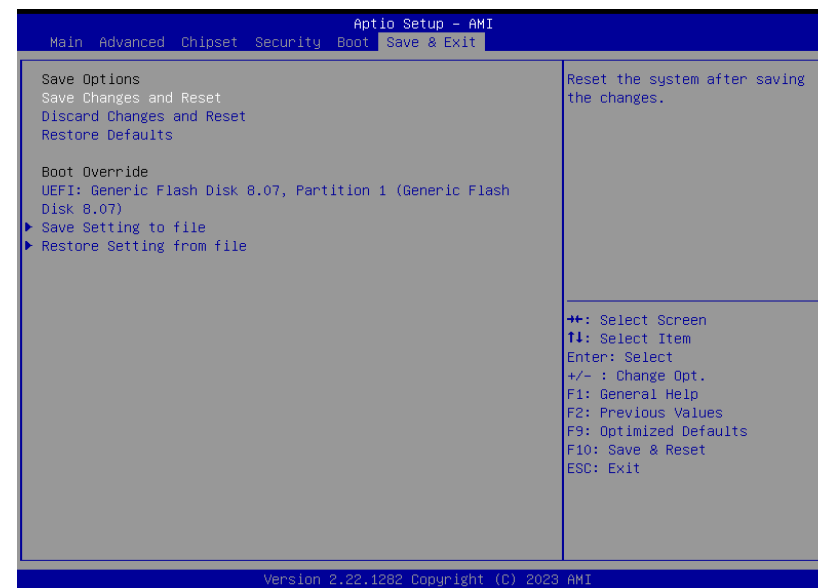 Aptio Setup – AMI
Main Advanced Chipset Security Boot Save & Exit
Save Options
Save Changes and Reset
Discard Changes and Reset
Restore Defaults
Boot Override
UEFI: Generic Flash Disk 8.07, Partition 1 (Generic Flash
Disk 8.07)
Save Setting to file
Restore Setting from file
Reset the system after saving
the changes.
→←: Select Screen
↑↓: Select Item
Enter: Select
+/- : Change Opt.
F1: General Help
F2: Previous Values
F9: Optimized Defaults
F10: Save & Reset
ESC: Exit
Version 2.22.1282 Copyright (C) 2023 AMI